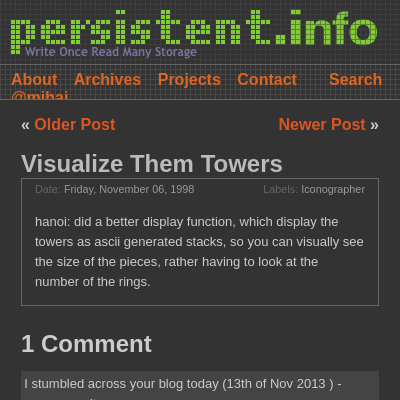 persistent.info
Write Once Read Many Storage
About Archives Projects Contact Search
@mihai
« Older Post Newer Post »
Visualize Them Towers
Date: Friday, November 06, 1998 Labels: Iconographer
hanoi: did a better display function, which display the
towers as ascii generated stacks, so you can visually see
the size of the pieces, rather having to look at the
number of the rings.
1 Comment
I stumbled across your blog today (13th of Nov 2013 ) -